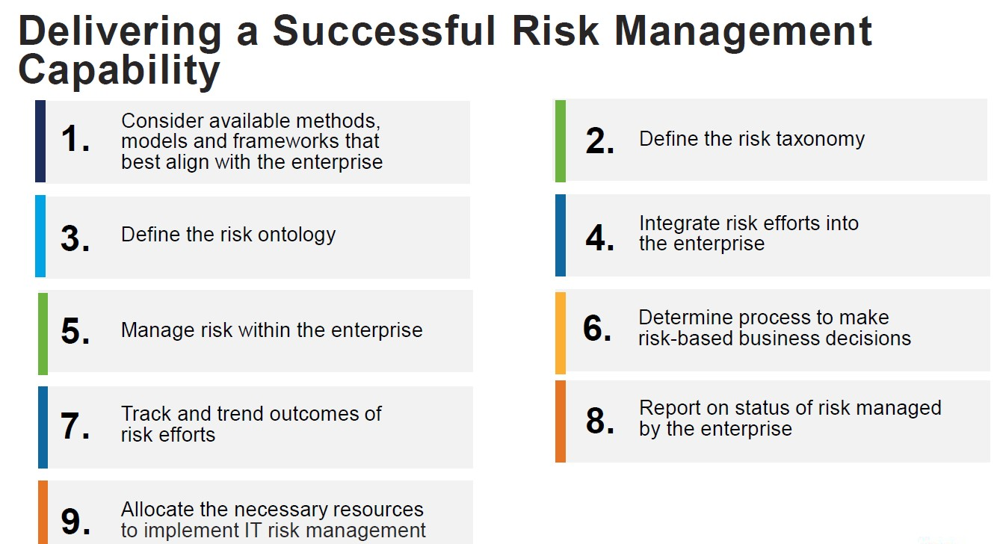 Delivering a Successful Risk Management
Capability
1.
Consider available methods,
models and frameworks that
best align with the enterprise
2.
Define the risk taxonomy
3.
Define the risk ontology
4.
Integrate risk efforts into
the enterprise
5.
Manage risk within the enterprise
6.
Determine process to make
risk-based business decisions
7.
Track and trend outcomes of
risk efforts
8.
Report on status of risk managed
by the enterprise
9.
Allocate the necessary resources
to implement IT risk management